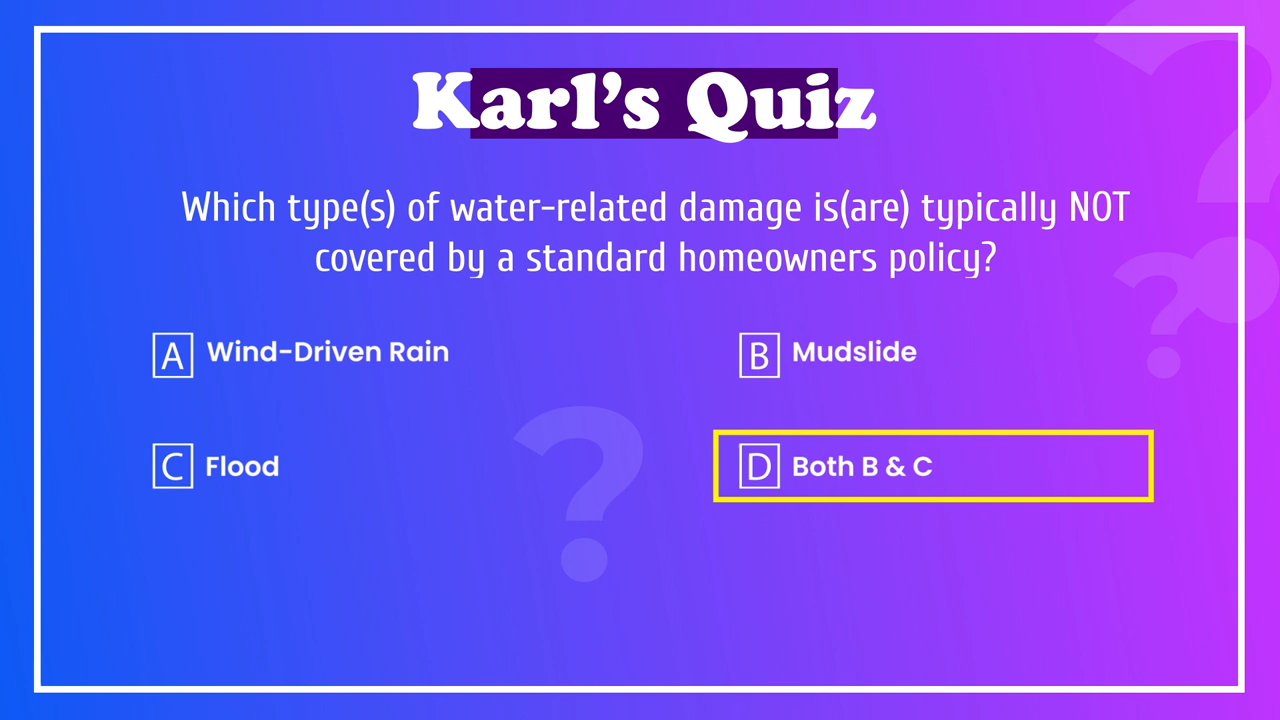 Karl’s Quiz
Which type(s) of water-related damage is(are) typically NOT
covered by a standard homeowners policy?
A Wind-Driven Rain
B Mudslide
C Flood
D Both B & C